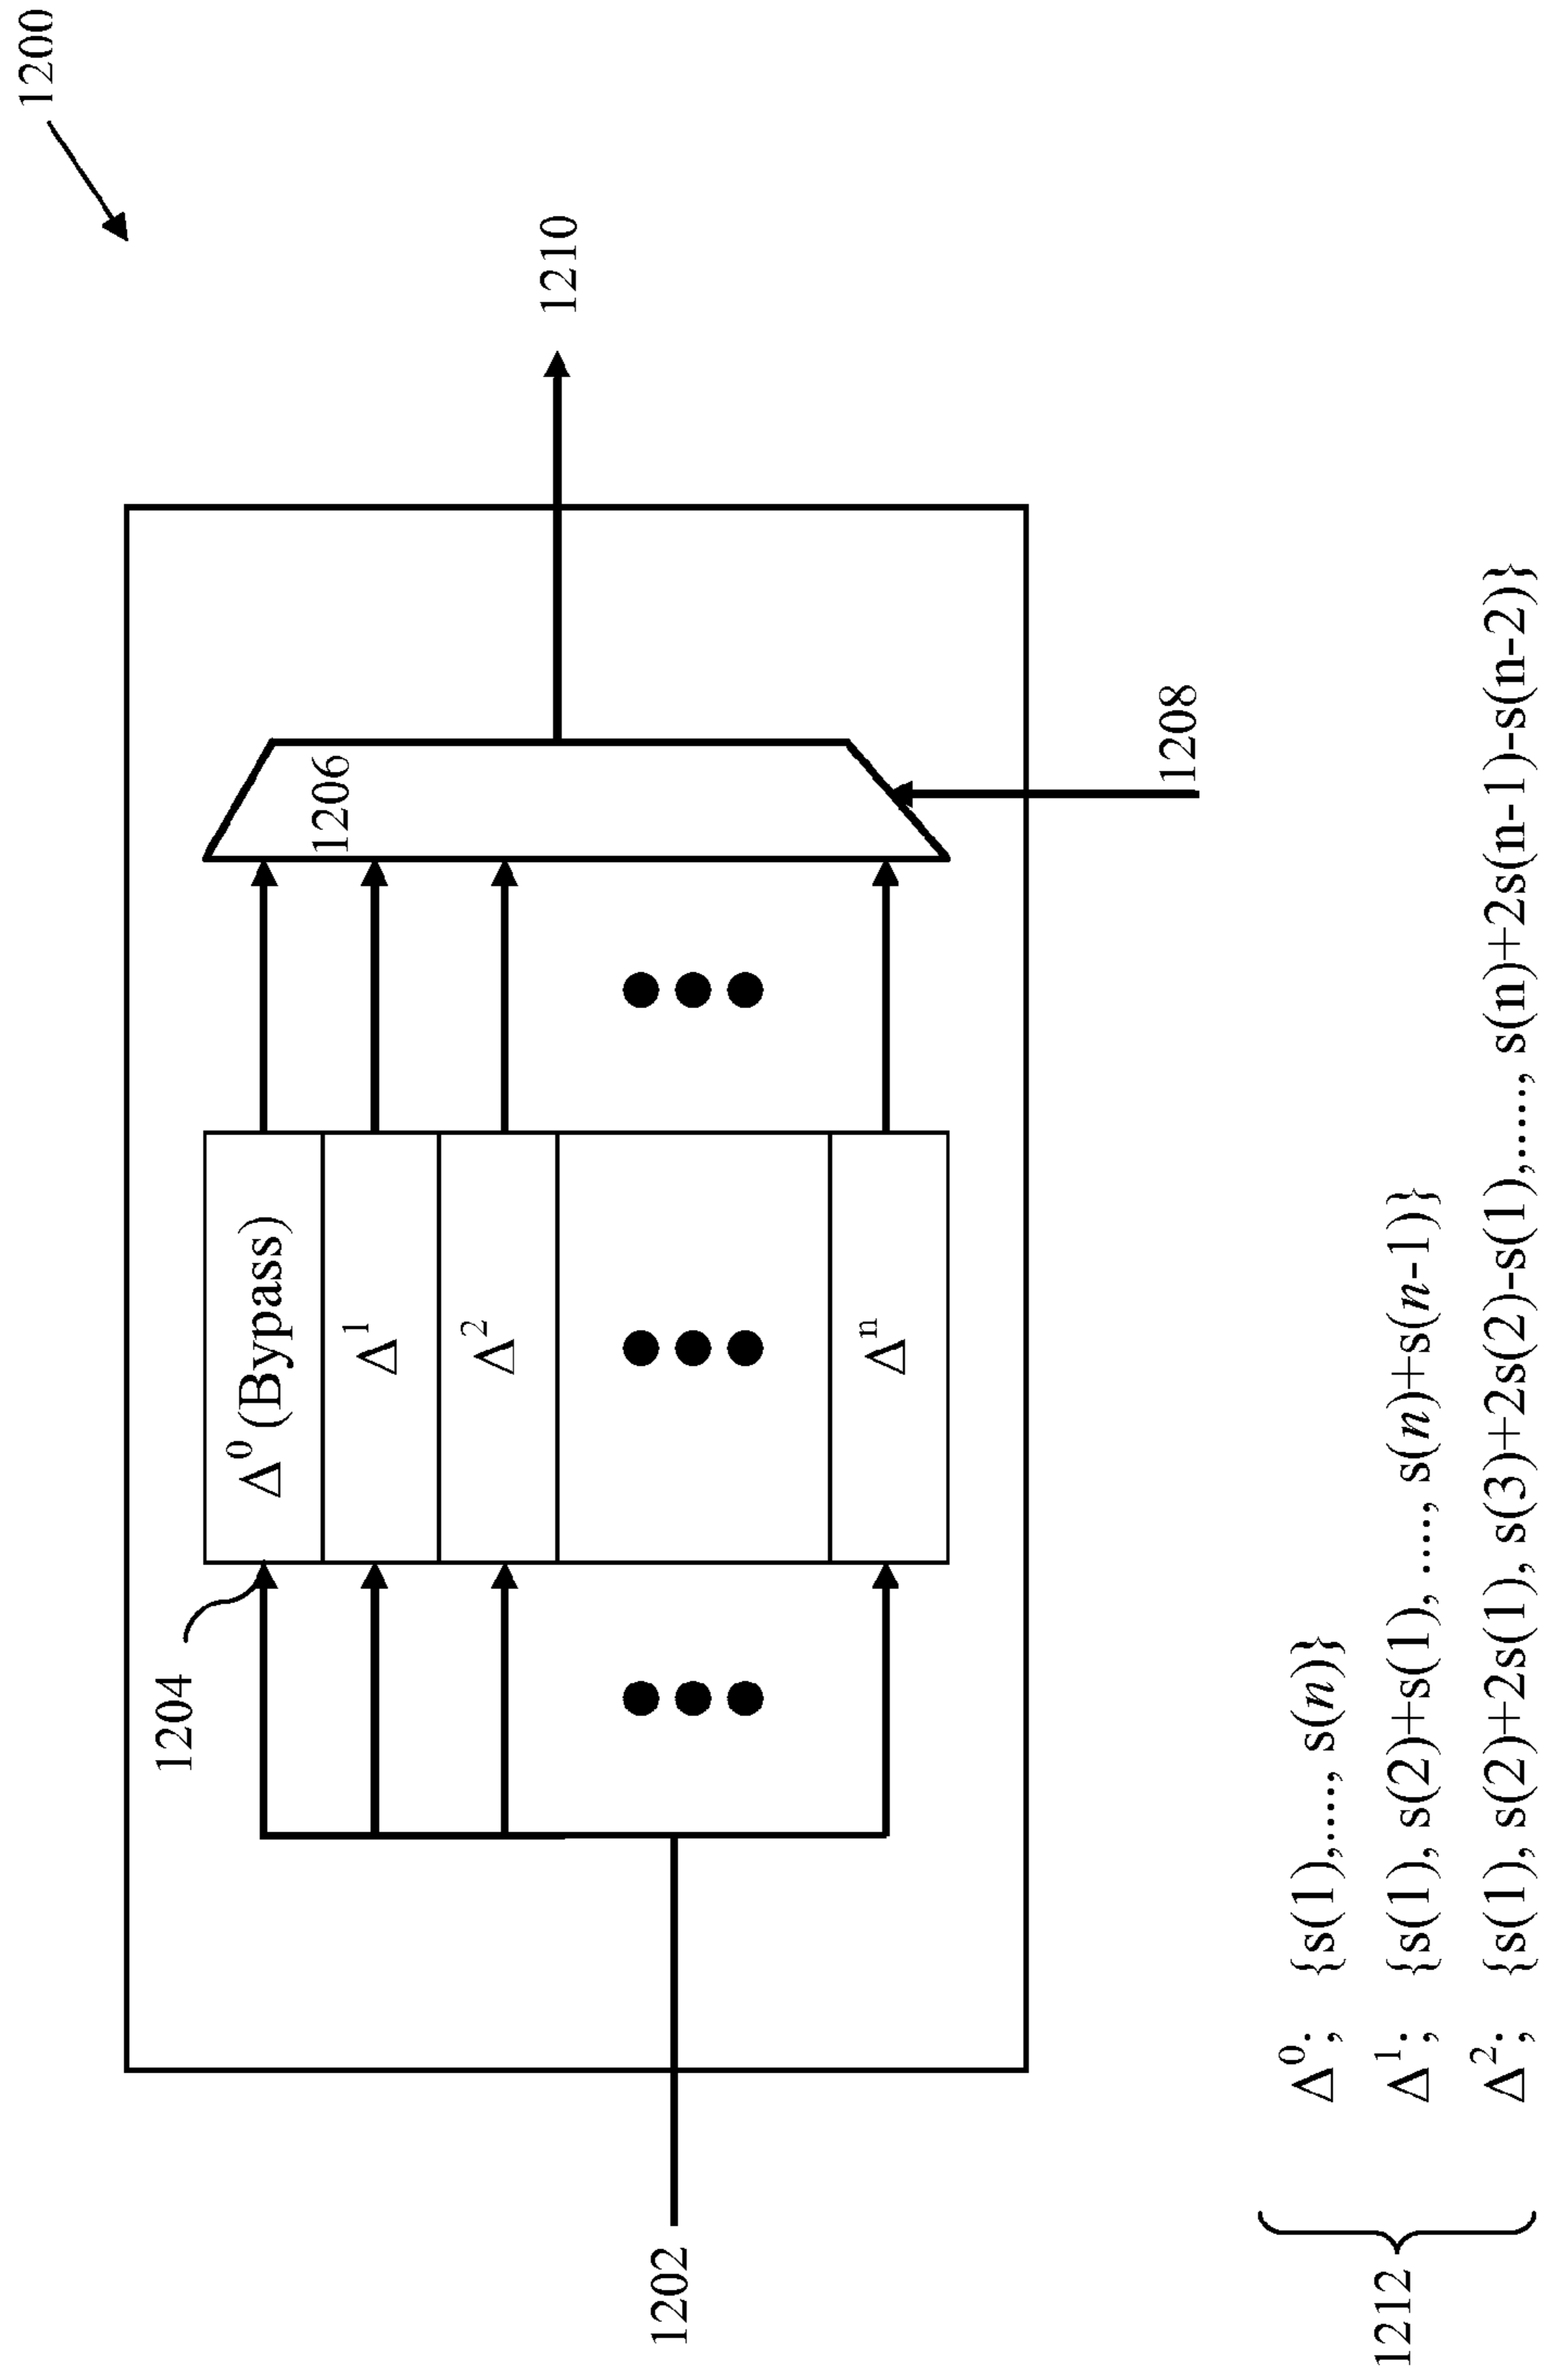 1200
1204
Δ⁰ (Bypass)
Δ¹
Δ²
Δⁿ
1206
1202
1210
1208
1212
Δ⁰; {s(1),....., s(n)}
Δ¹; {s(1), s(2)+s(1), ....., s(n)+s(n-1)}
Δ²; {s(1), s(2)+2s(1), s(3)+2s(2)-s(1),....., s(n)+2s(n-1)-s(n-2)}